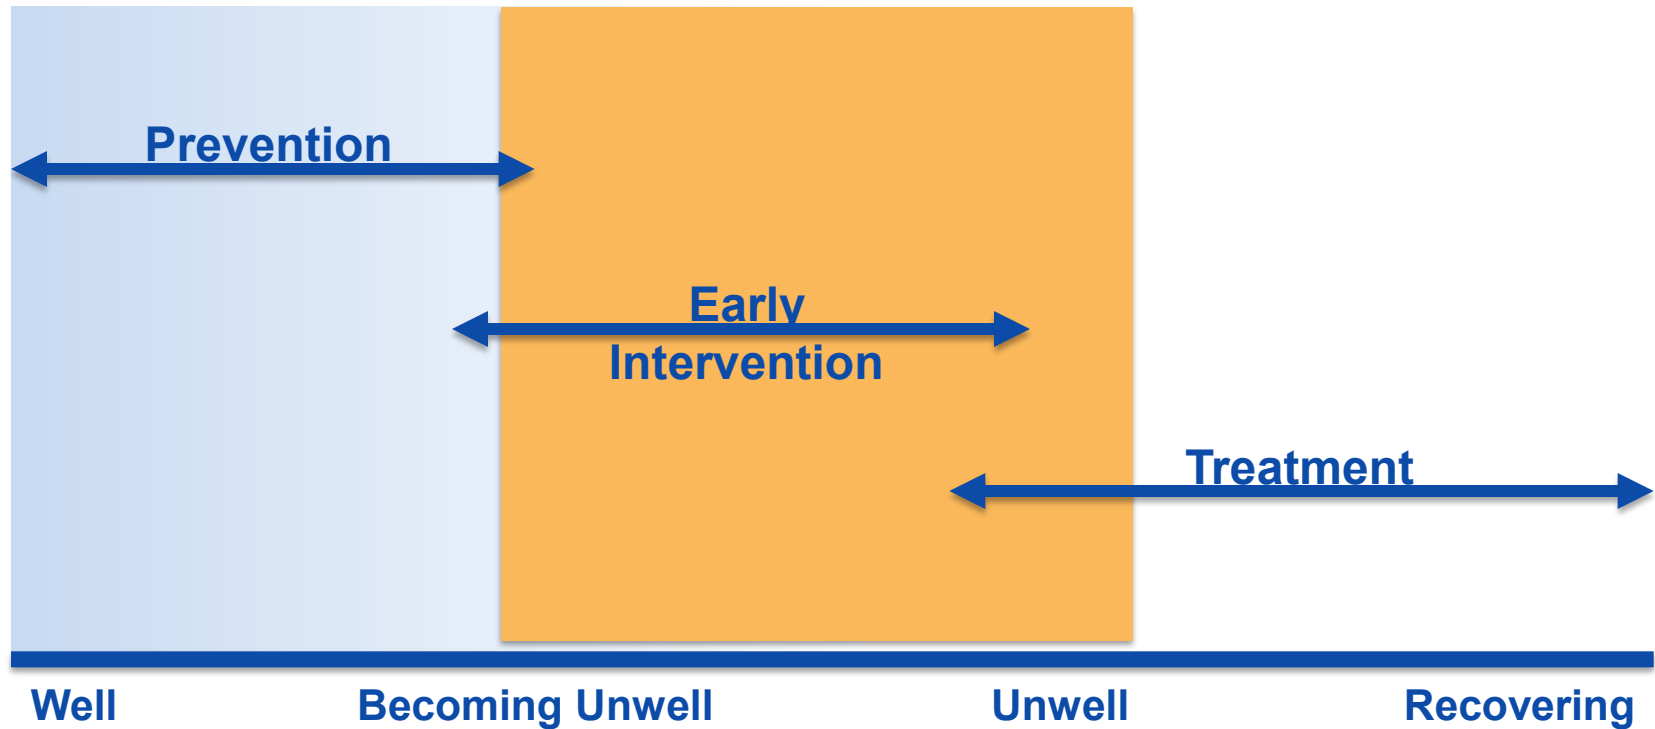 Prevention
Early
Intervention
Treatment
Well
Becoming Unwell
Unwell
Recovering